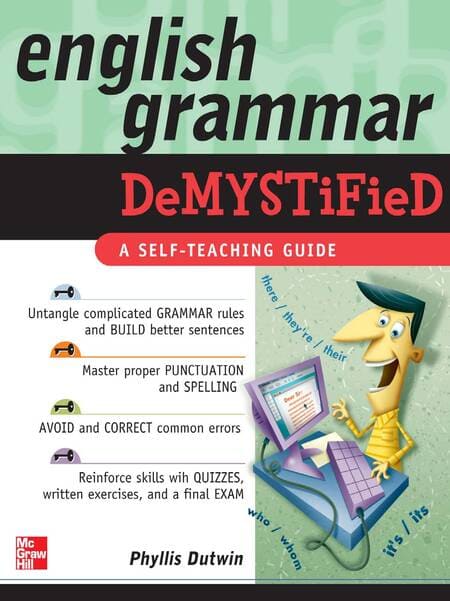 english
grammar
DeMYSTiFieD
A SELF-TEACHING GUIDE
Untangle complicated GRAMMAR rules
and BUILD better sentences
Master proper PUNCTUATION
and SPELLING
AVOID and CORRECT common errors
Reinforce skills wih QUIZZES,
written exercises, and a final EXAM
there / they're / their
Dear Sir:
who / whom
it's / its
Mc
Graw
Hill
Phyllis Dutwin